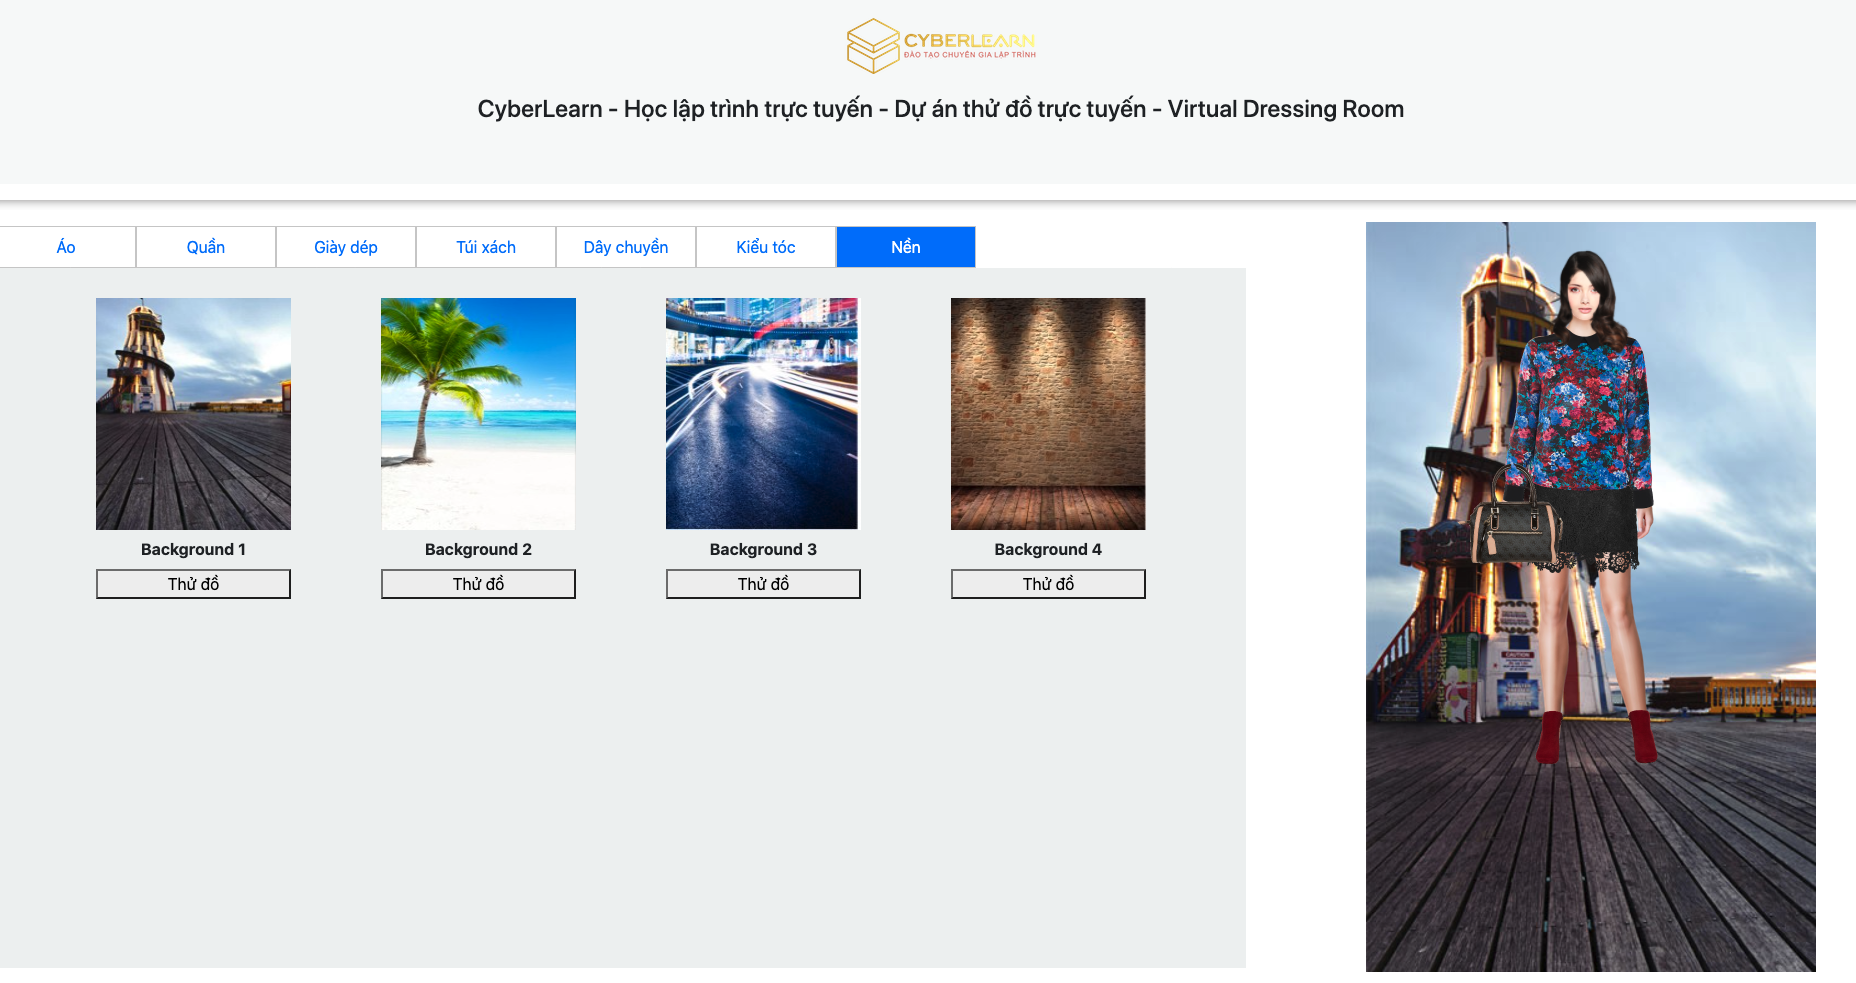 CYBERLEARN
ĐÀO TẠO CHUYÊN GIA LẬP TRÌNH
CyberLearn - Học lập trình trực tuyến - Dự án thử đồ trực tuyến - Virtual Dressing Room
Áo
Quần
Giày dép
Túi xách
Dây chuyền
Kiểu tóc
Nền
Background 1
Background 2
Background 3
Background 4
Thử đồ
Thử đồ
Thử đồ
Thử đồ
CAUTION